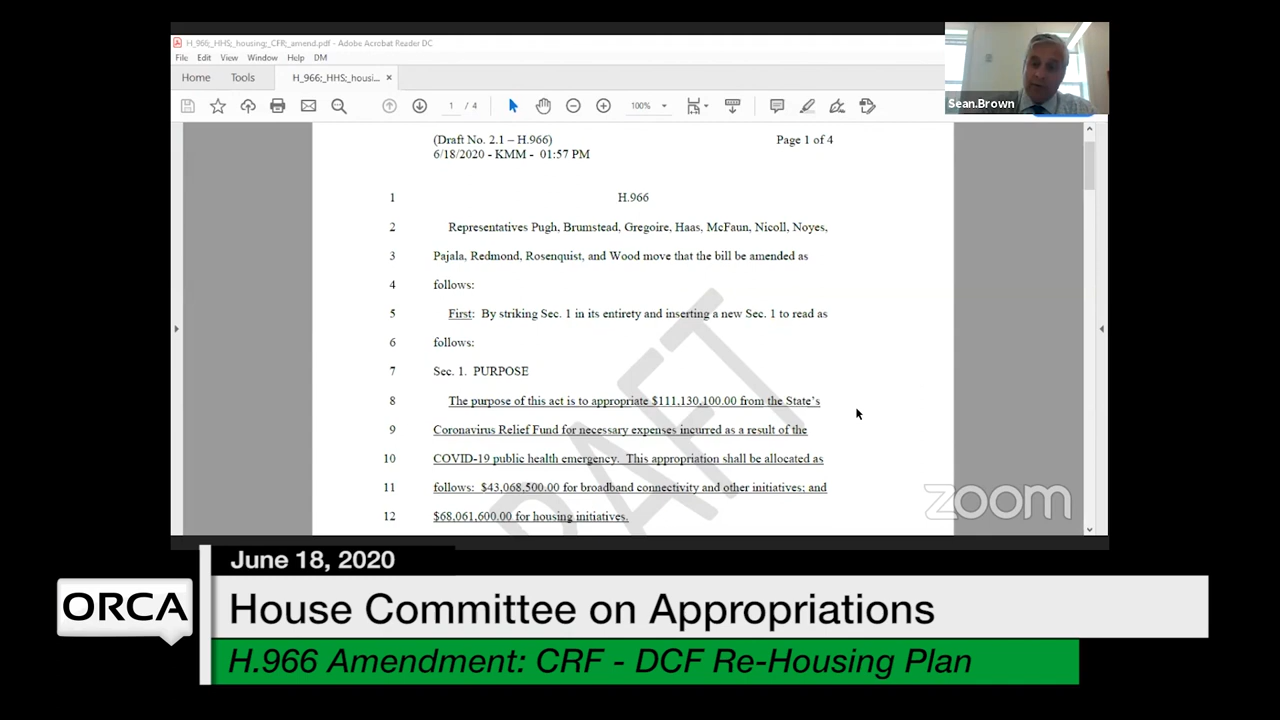 H_966;_HHS;_housing;_CFR;_amend.pdf - Adobe Acrobat Reader DC
File Edit View Window Help DM
Home Tools H_966;_HHS;_housi... ×
1 / 4 100%
Sean.Brown
(Draft No. 2.1 – H.966) Page 1 of 4
6/18/2020 - KMM - 01:57 PM
1 H.966
2 Representatives Pugh, Brumstead, Gregoire, Haas, McFaun, Nicoll, Noyes,
3 Pajala, Redmond, Rosenquist, and Wood move that the bill be amended as
4 follows:
5 First: By striking Sec. 1 in its entirety and inserting a new Sec. 1 to read as
6 follows:
7 Sec. 1. PURPOSE
8 The purpose of this act is to appropriate $111,130,100.00 from the State’s
9 Coronavirus Relief Fund for necessary expenses incurred as a result of the
10 COVID-19 public health emergency. This appropriation shall be allocated as
11 follows: $43,068,500.00 for broadband connectivity and other initiatives; and
12 $68,061,600.00 for housing initiatives.
DRAFT
zoom
June 18, 2020
ORCA
House Committee on Appropriations
H.966 Amendment: CRF - DCF Re-Housing Plan